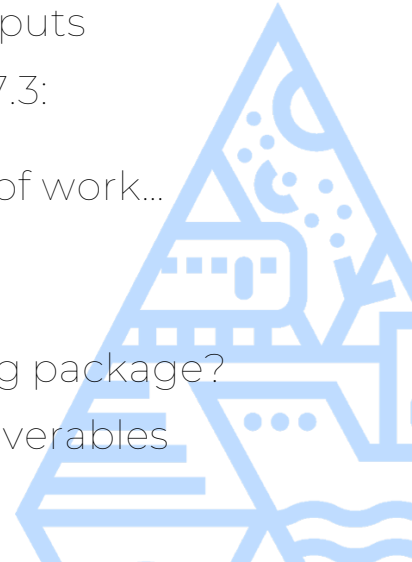 puts
7.3:
of work...
g package?
verables